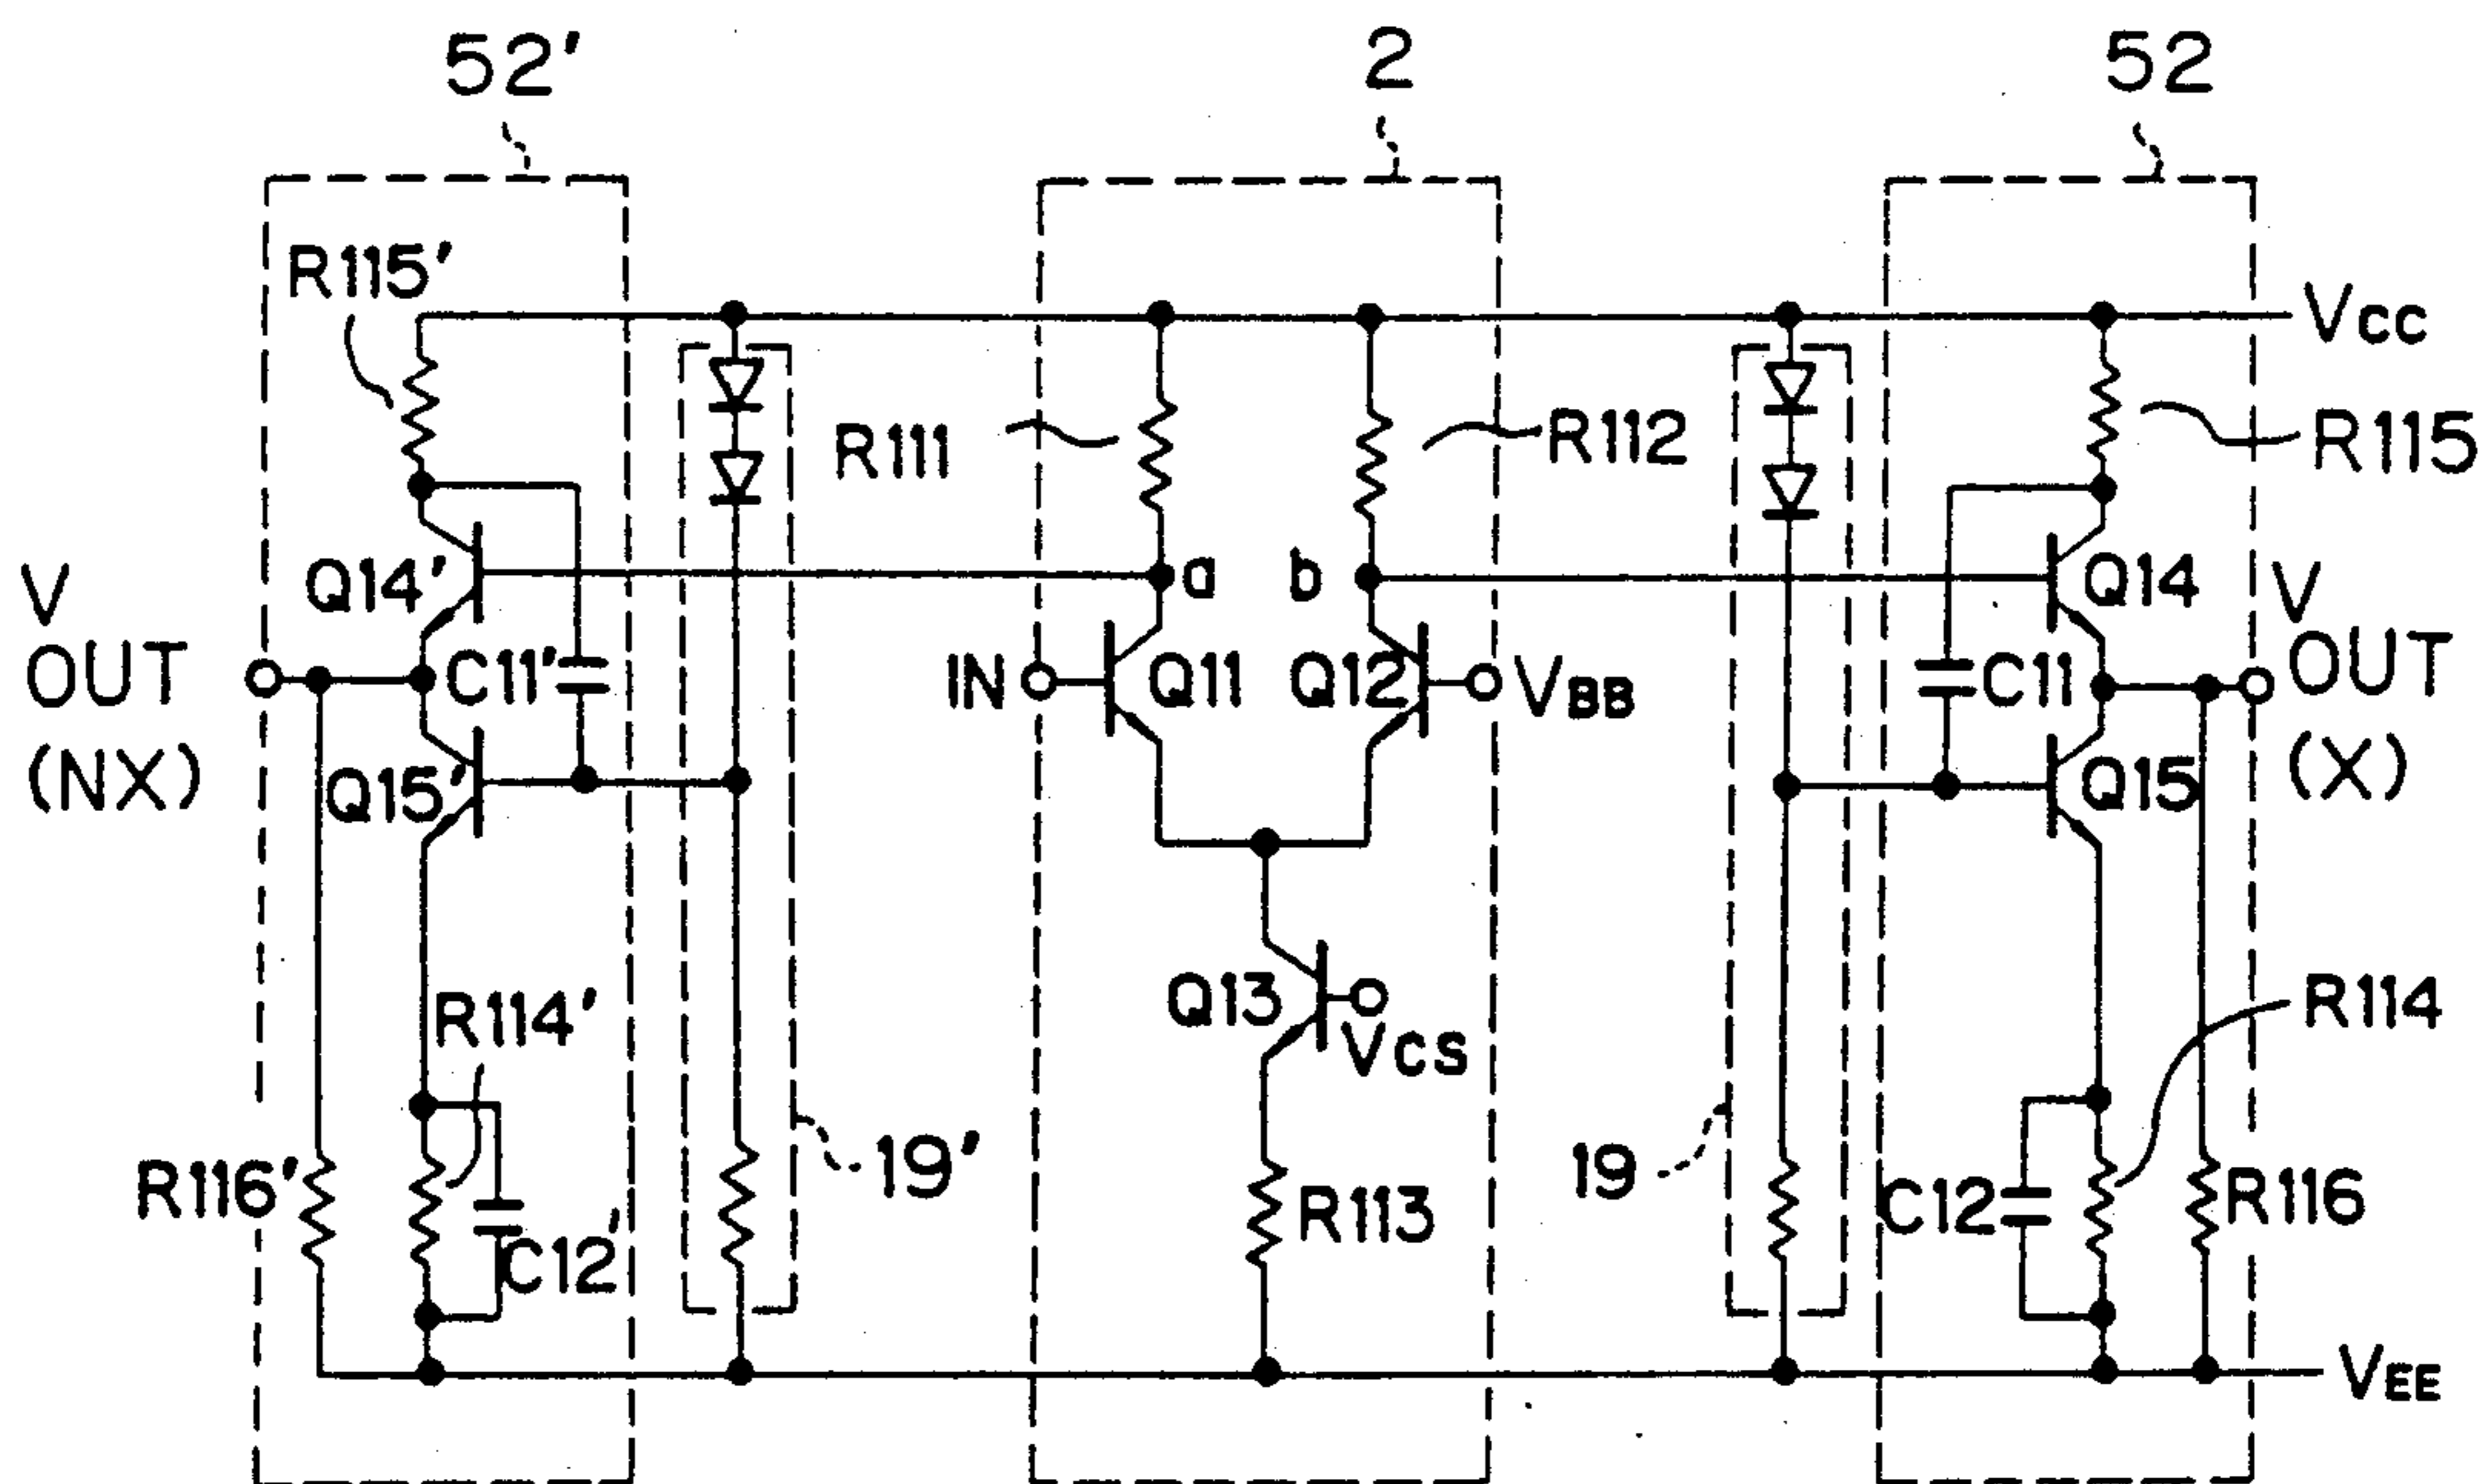 52' 2 52
R115'
Vcc
R111 R112 R115
Q14' a b Q14
V OUT (NX)
C11' IN Q11 Q12 VBB C11
V OUT (X)
Q15' Q15
Q13 VCS
R114' R114
R116' 19' 19
C12' R113 C12 R116
VEE